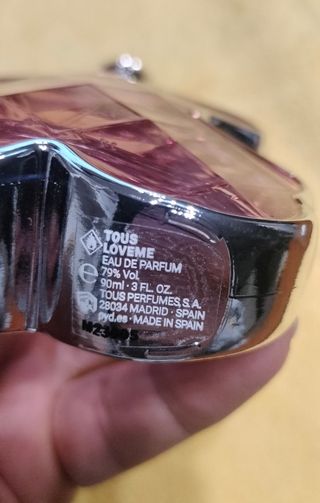 TOUS
LOVEME
EAU DE PARFUM
e 79% Vol.
90ml · 3 FL. OZ.
TOUS PERFUMES, S.A.
28034 MADRID · SPAIN
pyd.es · MADE IN SPAIN